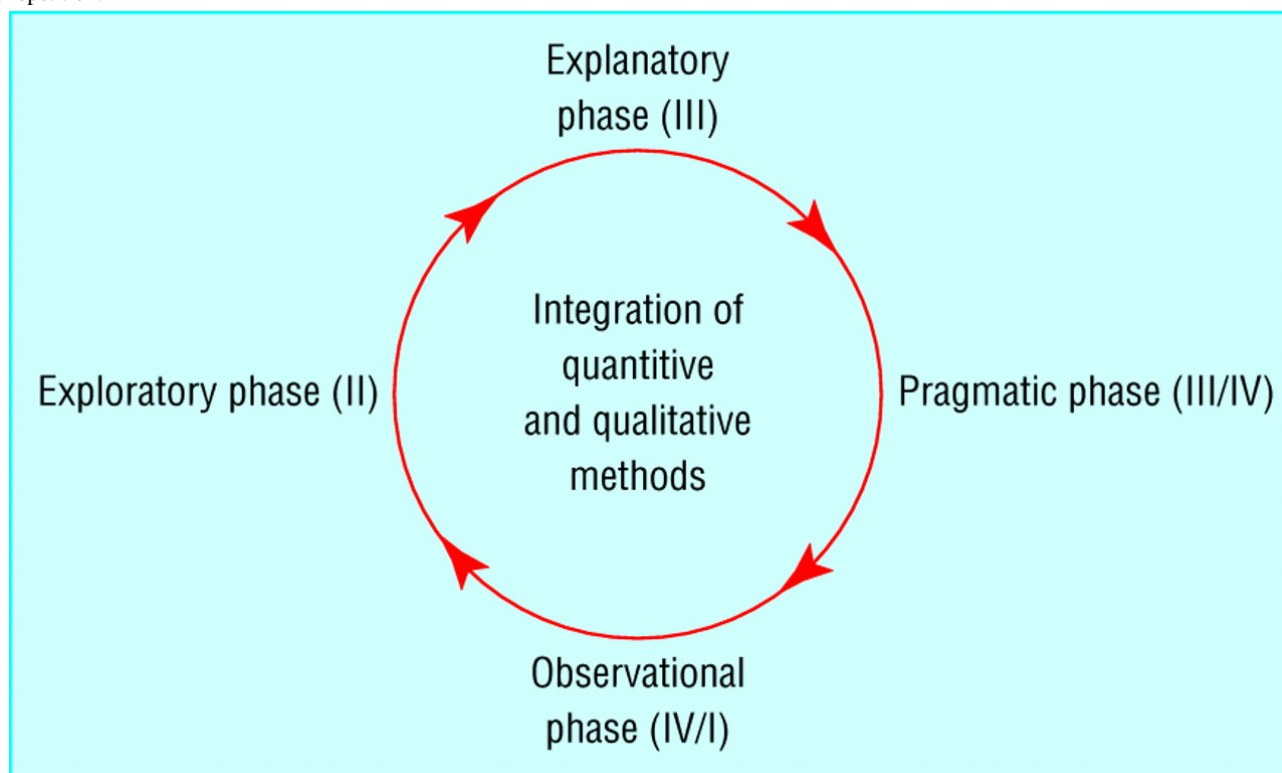 Explanatory
phase (III)
Integration of
quantitive
and qualitative
methods
Exploratory phase (II)
Pragmatic phase (III/IV)
Observational
phase (IV/I)